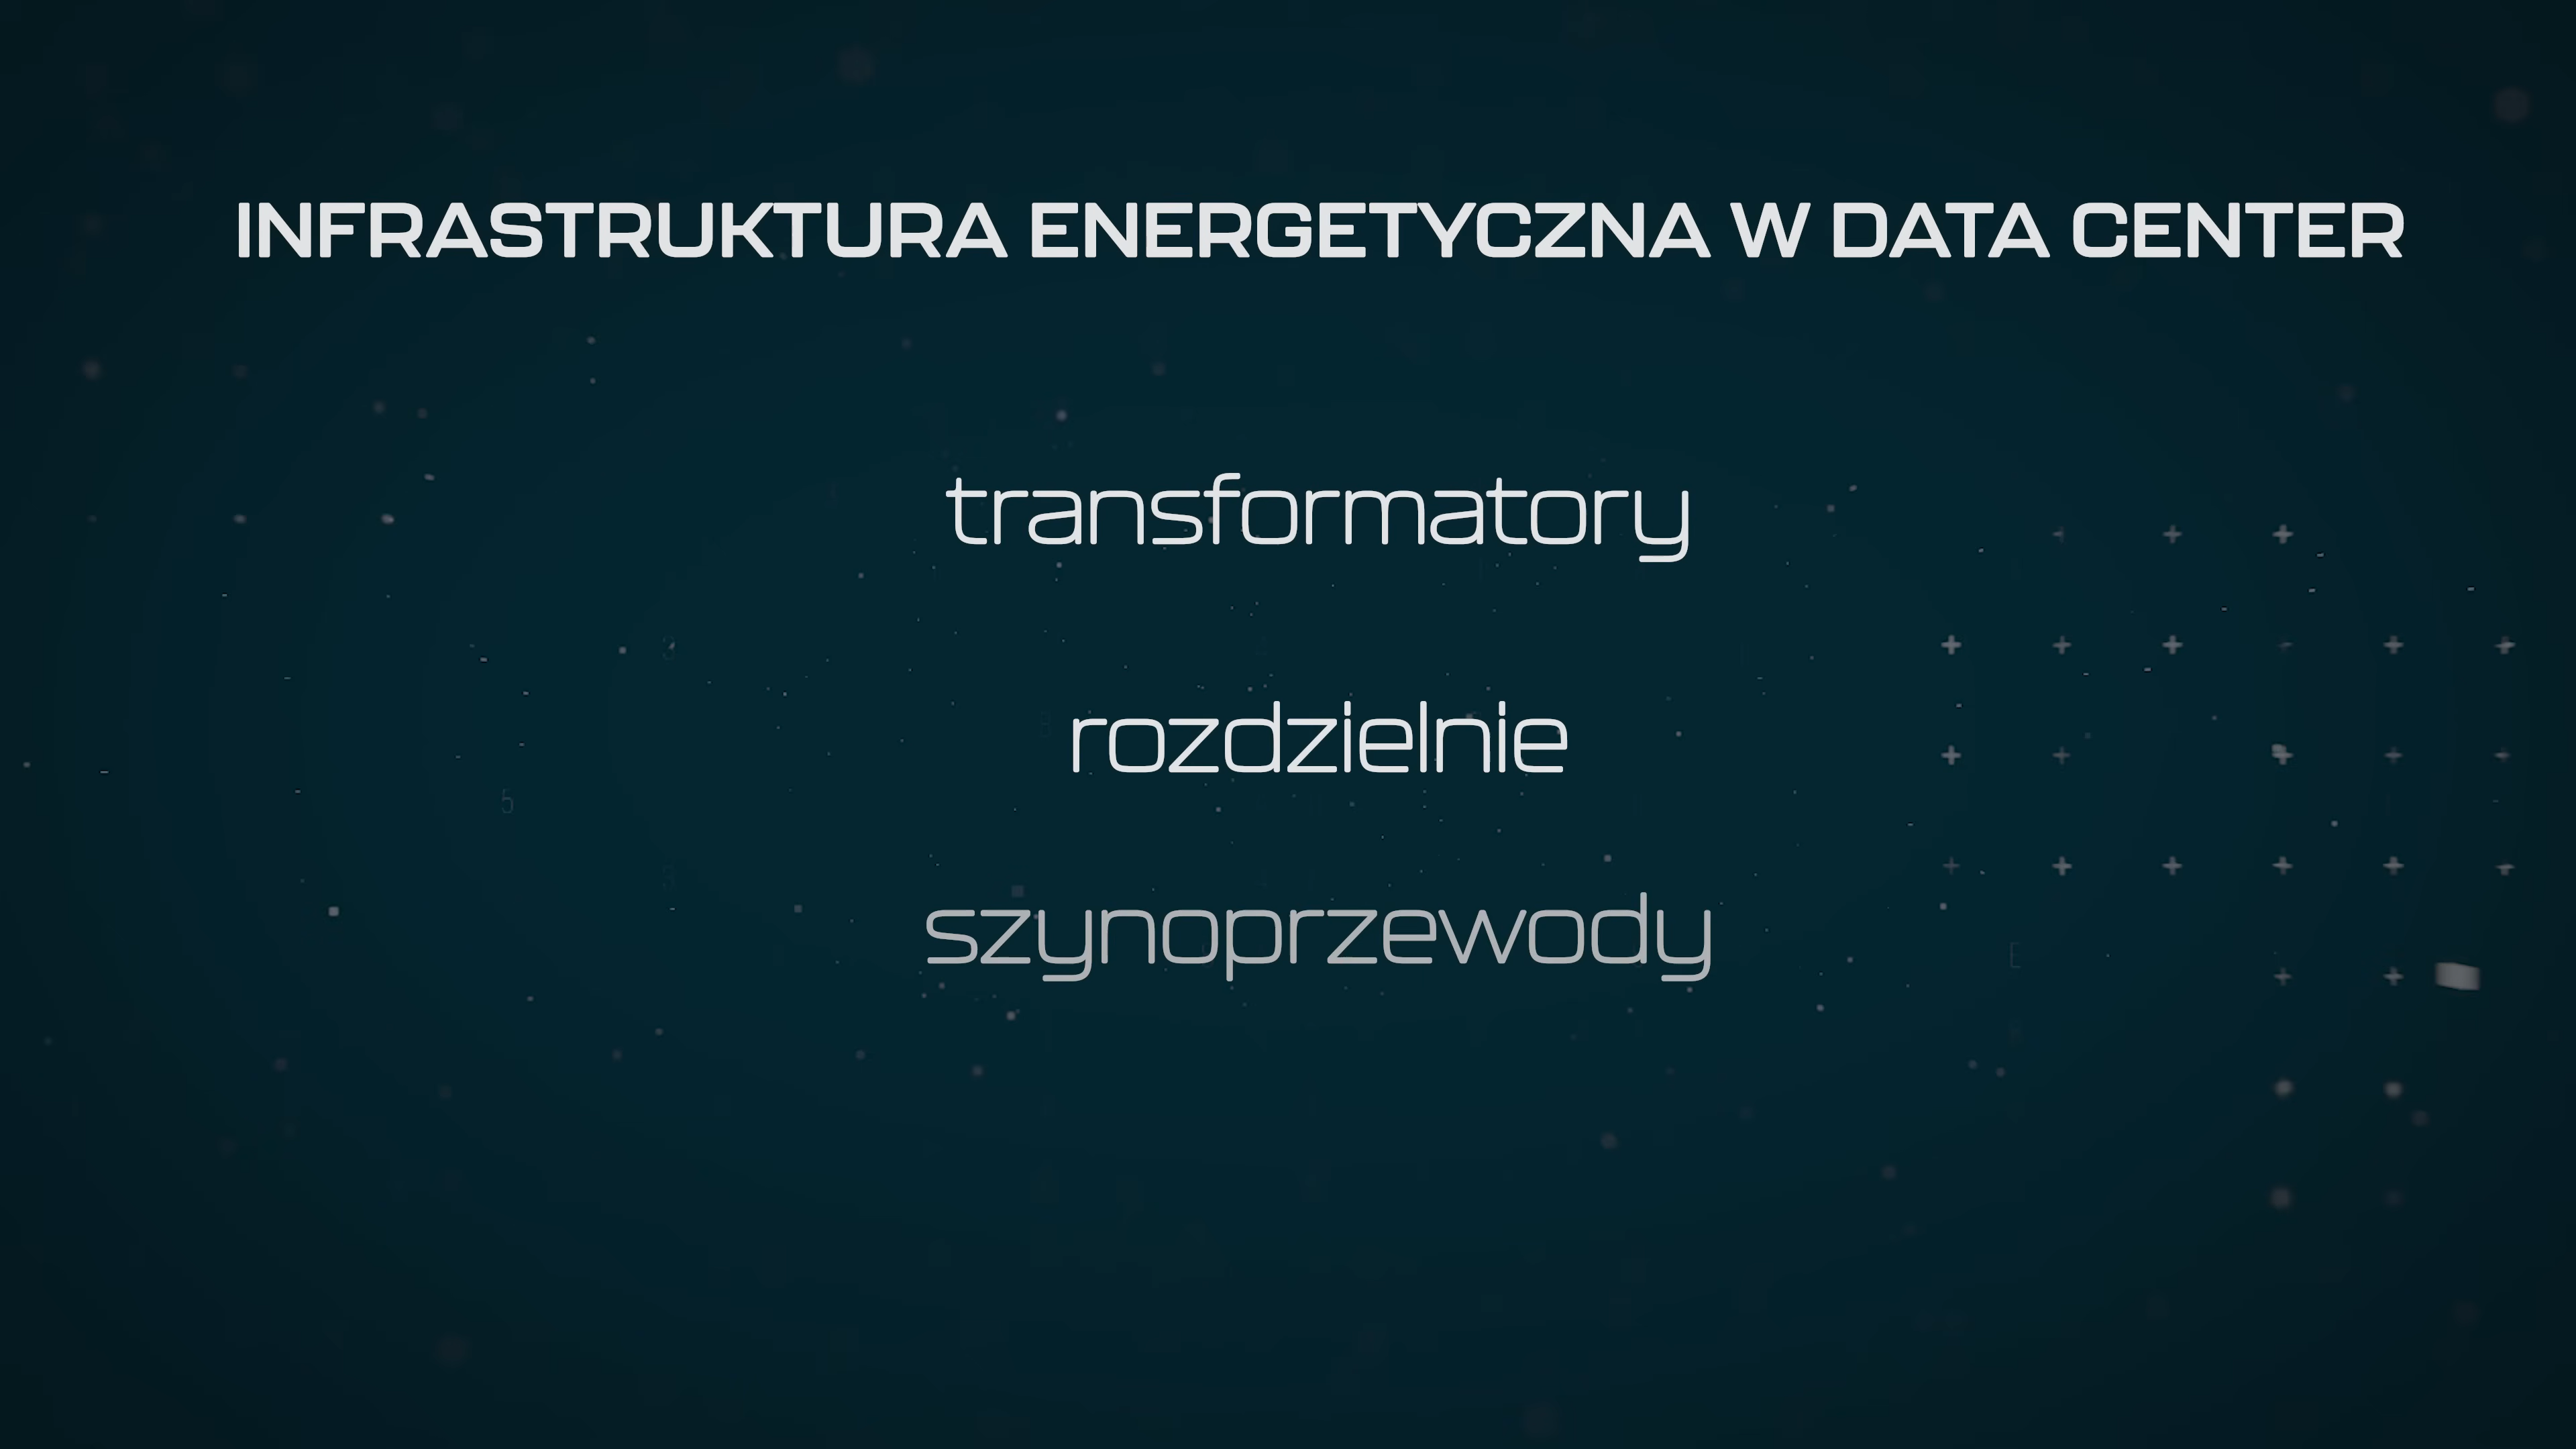 INFRASTRUKTURA ENERGETYCZNA W DATA CENTER
transformatory
rozdzielnie
szynoprzewody